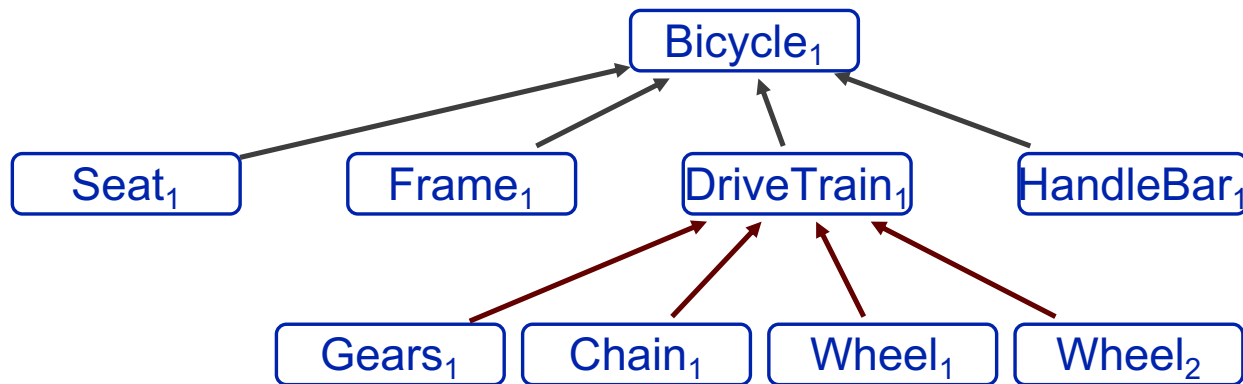 Bicycle₁
Seat₁ Frame₁ DriveTrain₁ HandleBar₁
Gears₁ Chain₁ Wheel₁ Wheel₂